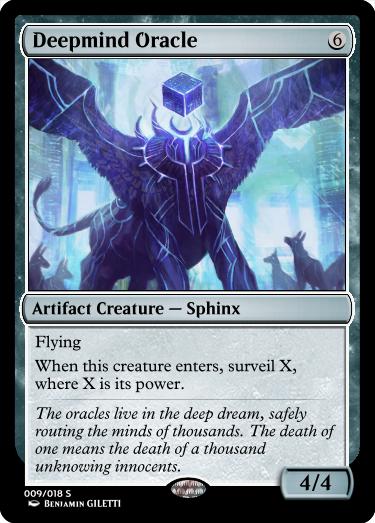 Deepmind Oracle 6
Artifact Creature — Sphinx
Flying
When this creature enters, surveil X,
where X is its power.
The oracles live in the deep dream, safely
routing the minds of thousands. The death of
one means the death of a thousand
unknowing innocents.
4/4
009/018 S
Benjamin Giletti